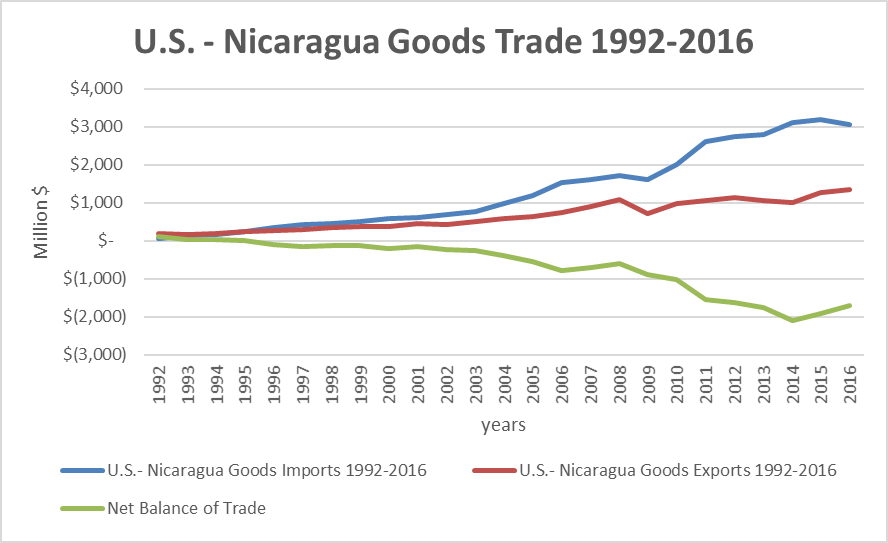 U.S. - Nicaragua Goods Trade 1992-2016
$4,000
$3,000
$2,000
$1,000
$-
$(1,000)
$(2,000)
$(3,000)
Million $
1992 1993 1994 1995 1996 1997 1998 1999 2000 2001 2002 2003 2004 2005 2006 2007 2008 2009 2010 2011 2012 2013 2014 2015 2016
years
U.S.- Nicaragua Goods Imports 1992-2016 U.S.- Nicaragua Goods Exports 1992-2016
Net Balance of Trade